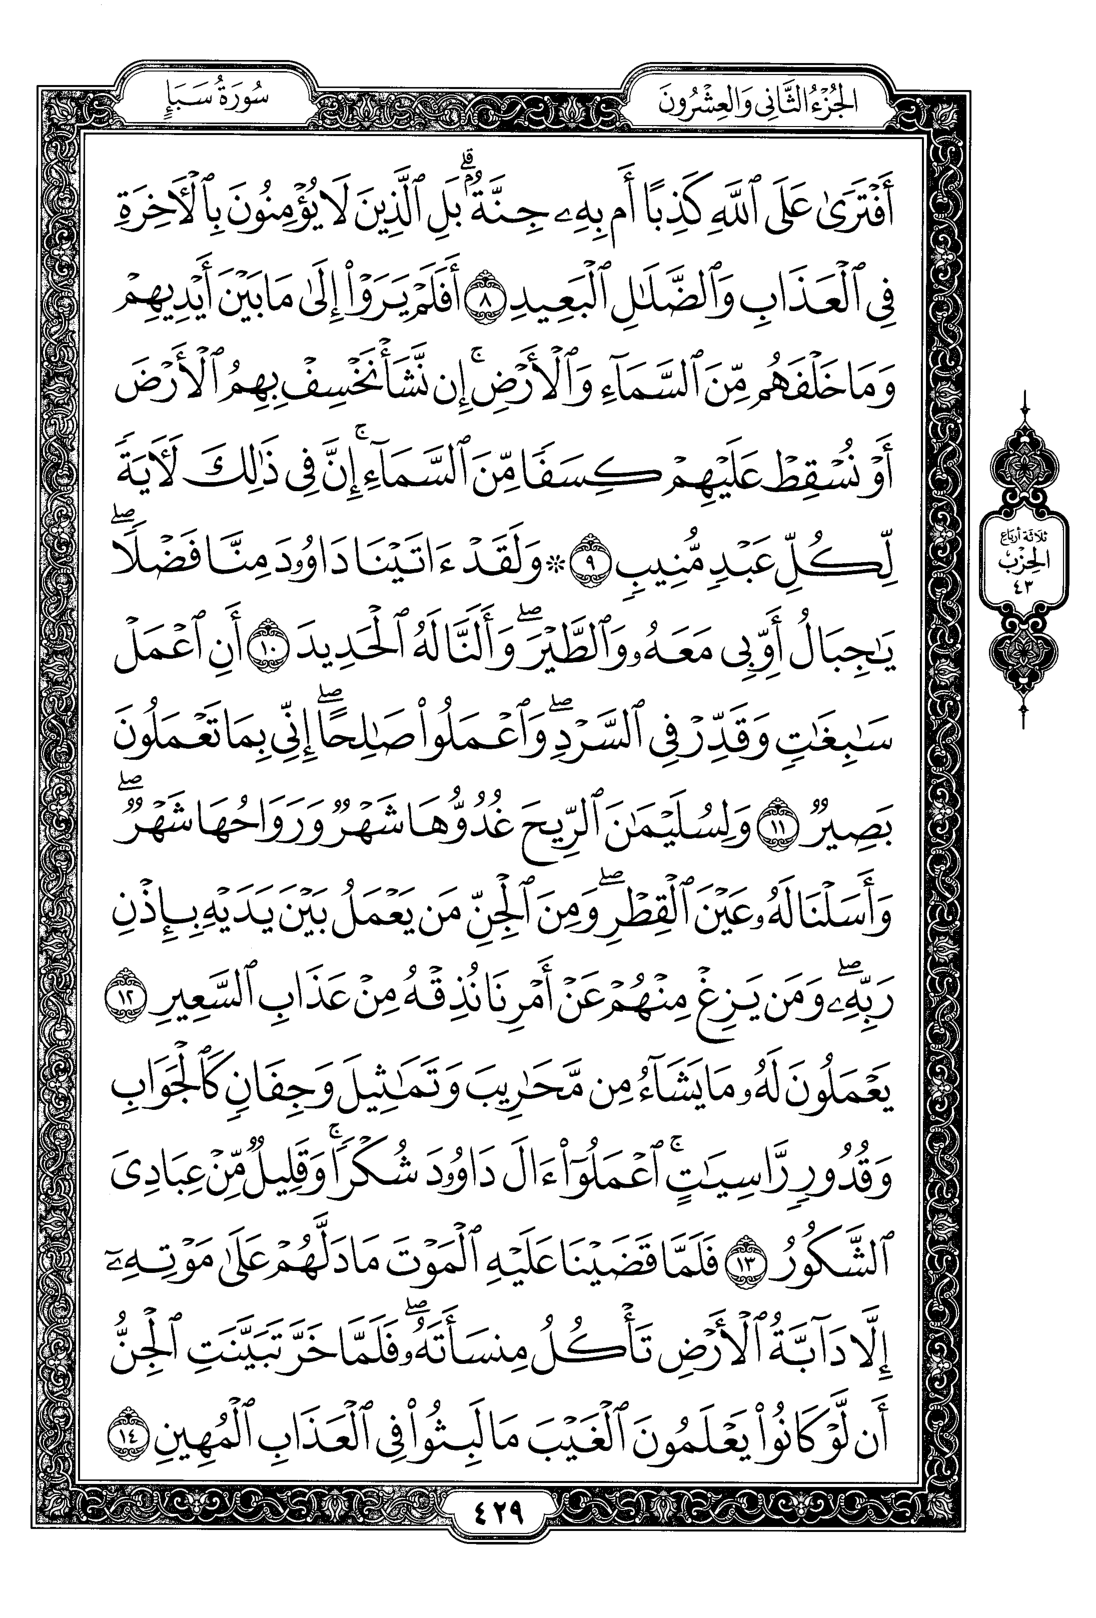 الجُزْءُ الثَّانِي وَالعِشْرُونَ
سُورَةُ سَبَإٍ
أَفْتَرَىٰ عَلَى ٱللَّهِ كَذِبًا أَم بِهِۦ جِنَّةُۢۗ بَلِ ٱلَّذِينَ لَا يُؤْمِنُونَ بِٱلْأَخِرَةِ
فِي ٱلْعَذَابِ وَٱلضَّلَٰلِ ٱلْبَعِيدِ ٨ أَفَلَمْ يَرَوْا۟ إِلَىٰ مَا بَيْنَ أَيْدِيهِمْ
وَمَا خَلْفَهُم مِّنَ ٱلسَّمَآءِ وَٱلْأَرْضِۚ إِن نَّشَأْ نَخْسِفْ بِهِمُ ٱلْأَرْضَ
أَوْ نُسْقِطْ عَلَيْهِمْ كِسَفًا مِّنَ ٱلسَّمَآءِۚ إِنَّ فِي ذَٰلِكَ لَأَيَةً
لِّكُلِّ عَبْدٍ مُّنِيبٍ ٩ ۞ وَلَقَدْ ءَاتَيْنَا دَاوُۥدَ مِنَّا فَضْلًاۖ
يَٰجِبَالُ أَوِّبِي مَعَهُۥ وَٱلطَّيْرَۖ وَأَلَنَّا لَهُ ٱلْحَدِيدَ ١٠ أَنِ ٱعْمَلْ
سَٰبِغَٰتٍ وَقَدِّرْ فِي ٱلسَّرْدِۖ وَٱعْمَلُوا۟ صَٰلِحًاۖ إِنِّي بِمَا تَعْمَلُونَ
بَصِيرٌ ١١ وَلِسُلَيْمَٰنَ ٱلرِّيحَ غُدُوُّهَا شَهْرٌ وَرَوَاحُهَا شَهْرٌۖ
وَأَسَلْنَا لَهُۥ عَيْنَ ٱلْقِطْرِۖ وَمِنَ ٱلْجِنِّ مَن يَعْمَلُ بَيْنَ يَدَيْهِ بِإِذْنِ
رَبِّهِۦۖ وَمَن يَزِغْ مِنْهُمْ عَنْ أَمْرِنَا نُذِقْهُ مِنْ عَذَابِ ٱلسَّعِيرِ ١٢
يَعْمَلُونَ لَهُۥ مَا يَشَآءُ مِن مَّحَٰرِيبَ وَتَمَٰثِيلَ وَجِفَانٍ كَٱلْجَوَابِ
وَقُدُورٍ رَّاسِيَٰتٍۚ ٱعْمَلُوٓا۟ ءَالَ دَاوُۥدَ شُكْرًاۚ وَقَلِيلٌ مِّنْ عِبَادِيَ
ٱلشَّكُورُ ١٣ فَلَمَّا قَضَيْنَا عَلَيْهِ ٱلْمَوْتَ مَا دَلَّهُمْ عَلَىٰ مَوْتِهِۦٓ
إِلَّا دَآبَّةُ ٱلْأَرْضِ تَأْكُلُ مِنسَأَتَهُۥۖ فَلَمَّا خَرَّ تَبَيَّنَتِ ٱلْجِنُّ
أَن لَّوْ كَانُوا۟ يَعْلَمُونَ ٱلْغَيْبَ مَا لَبِثُوا۟ فِي ٱلْعَذَابِ ٱلْمُهِينِ ١٤
ثلاثة أرباع
الحزب
٤٣
٤٢٩